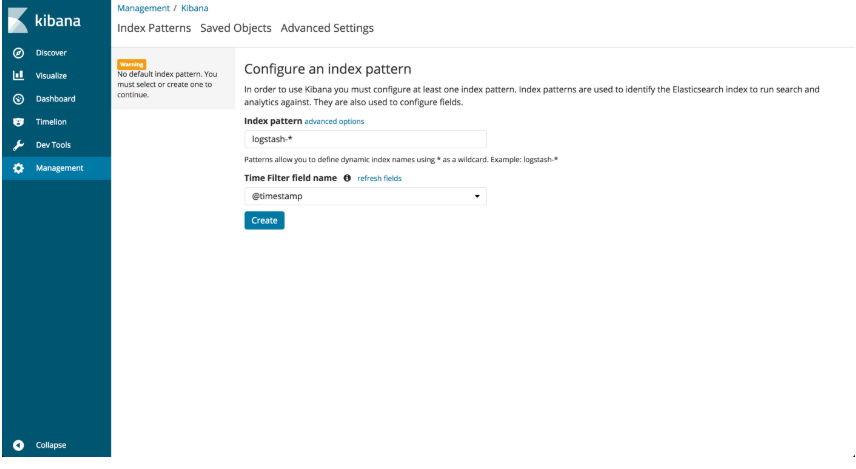 kibana
Discover
Visualize
Dashboard
Timelion
Dev Tools
Management
Collapse
Management / Kibana
Index Patterns Saved Objects Advanced Settings
Warning
No default index pattern. You
must select or create one to
continue.
Configure an index pattern
In order to use Kibana you must configure at least one index pattern. Index patterns are used to identify the Elasticsearch index to run search and
analytics against. They are also used to configure fields.
Index pattern advanced options
logstash-*
Patterns allow you to define dynamic index names using * as a wildcard. Example: logstash-*
Time Filter field name refresh fields
@timestamp
Create